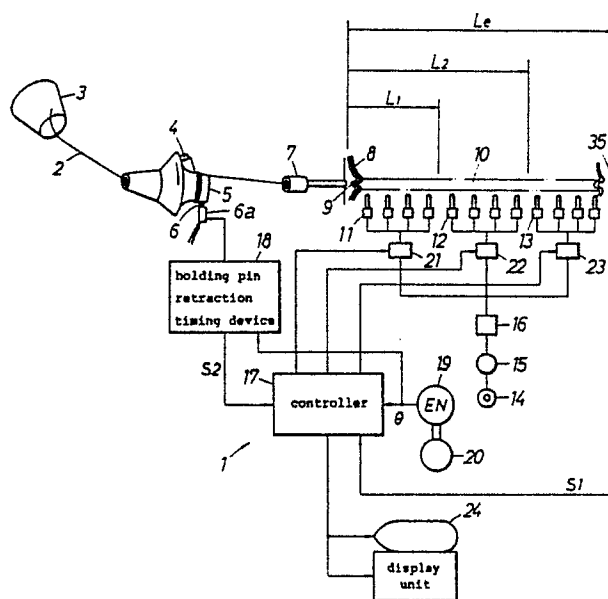 Le
L2
L1
3
2
4
5
6
6a
7
8
9
10
35
11
12
13
18
holding pin
retraction
timing device
21
22
23
16
15
14
S2
17
controller
θ
19
EN
20
1
S1
24
display
unit